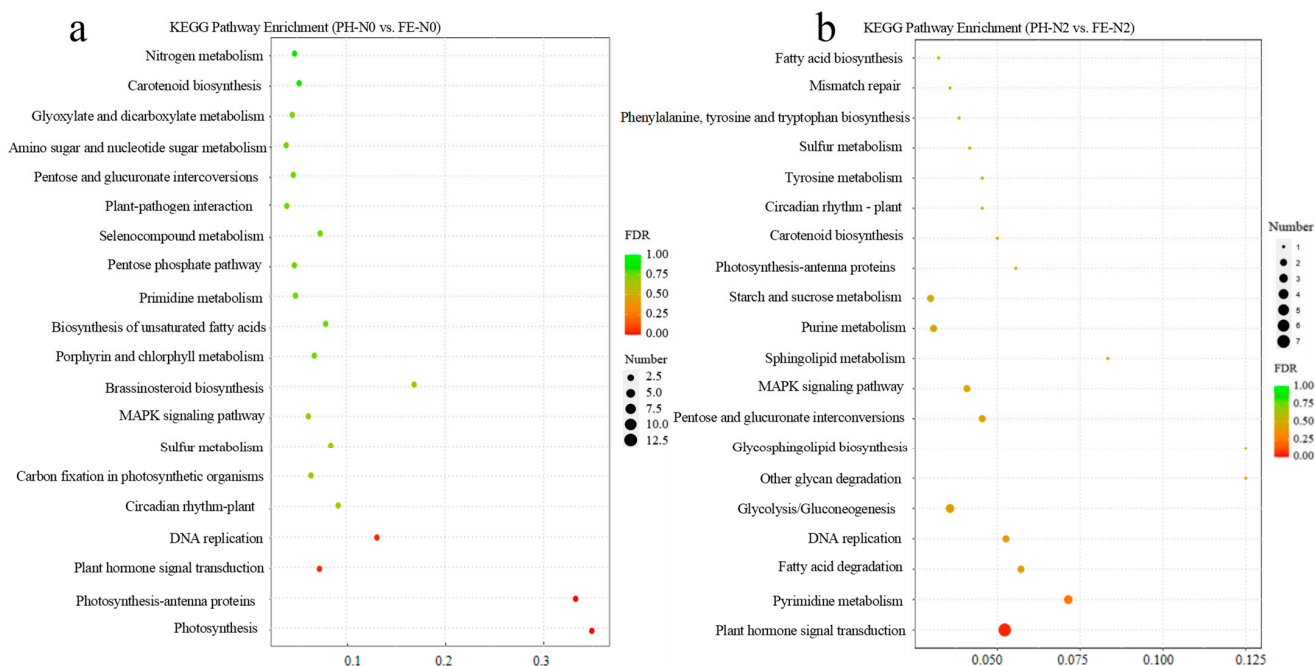 a
KEGG Pathway Enrichment (PH-N0 vs. FE-N0)
Nitrogen metabolism
Carotenoid biosynthesis
Glyoxylate and dicarboxylate metabolism
Amino sugar and nucleotide sugar metabolism
Pentose and glucuronate intercoversions
Plant-pathogen interaction
Selenocompound metabolism
Pentose phosphate pathway
Primidine metabolism
Biosynthesis of unsaturated fatty acids
Porphyrin and chlorphyll metabolism
Brassinosteroid biosynthesis
MAPK signaling pathway
Sulfur metabolism
Carbon fixation in photosynthetic organisms
Circadian rhythm-plant
DNA replication
Plant hormone signal transduction
Photosynthesis-antenna proteins
Photosynthesis
0.1 0.3 0.3
FDR
1.00
0.75
0.50
0.25
0.00
Number
2.5
5.0
7.5
10.0
12.5
b
KEGG Pathway Enrichment (PH-N2 vs. FE-N2)
Fatty acid biosynthesis
Mismatch repair
Phenylalanine, tyrosine and tryptophan biosynthesis
Sulfur metabolism
Tyrosine metabolism
Circadian rhythm - plant
Carotenoid biosynthesis
Photosynthesis-antenna proteins
Starch and sucrose metabolism
Purine metabolism
Sphingolipid metabolism
MAPK signaling pathway
Pentose and glucuronate interconversions
Glycosphingolipid biosynthesis
Other glycan degradation
Glycolysis/Gluconeogenesis
DNA replication
Fatty acid degradation
Pyrimidine metabolism
Plant hormone signal transduction
0.050 0.075 0.100 0.125
Number
1
2
3
4
5
6
7
FDR
1.00
0.75
0.50
0.25
0.00